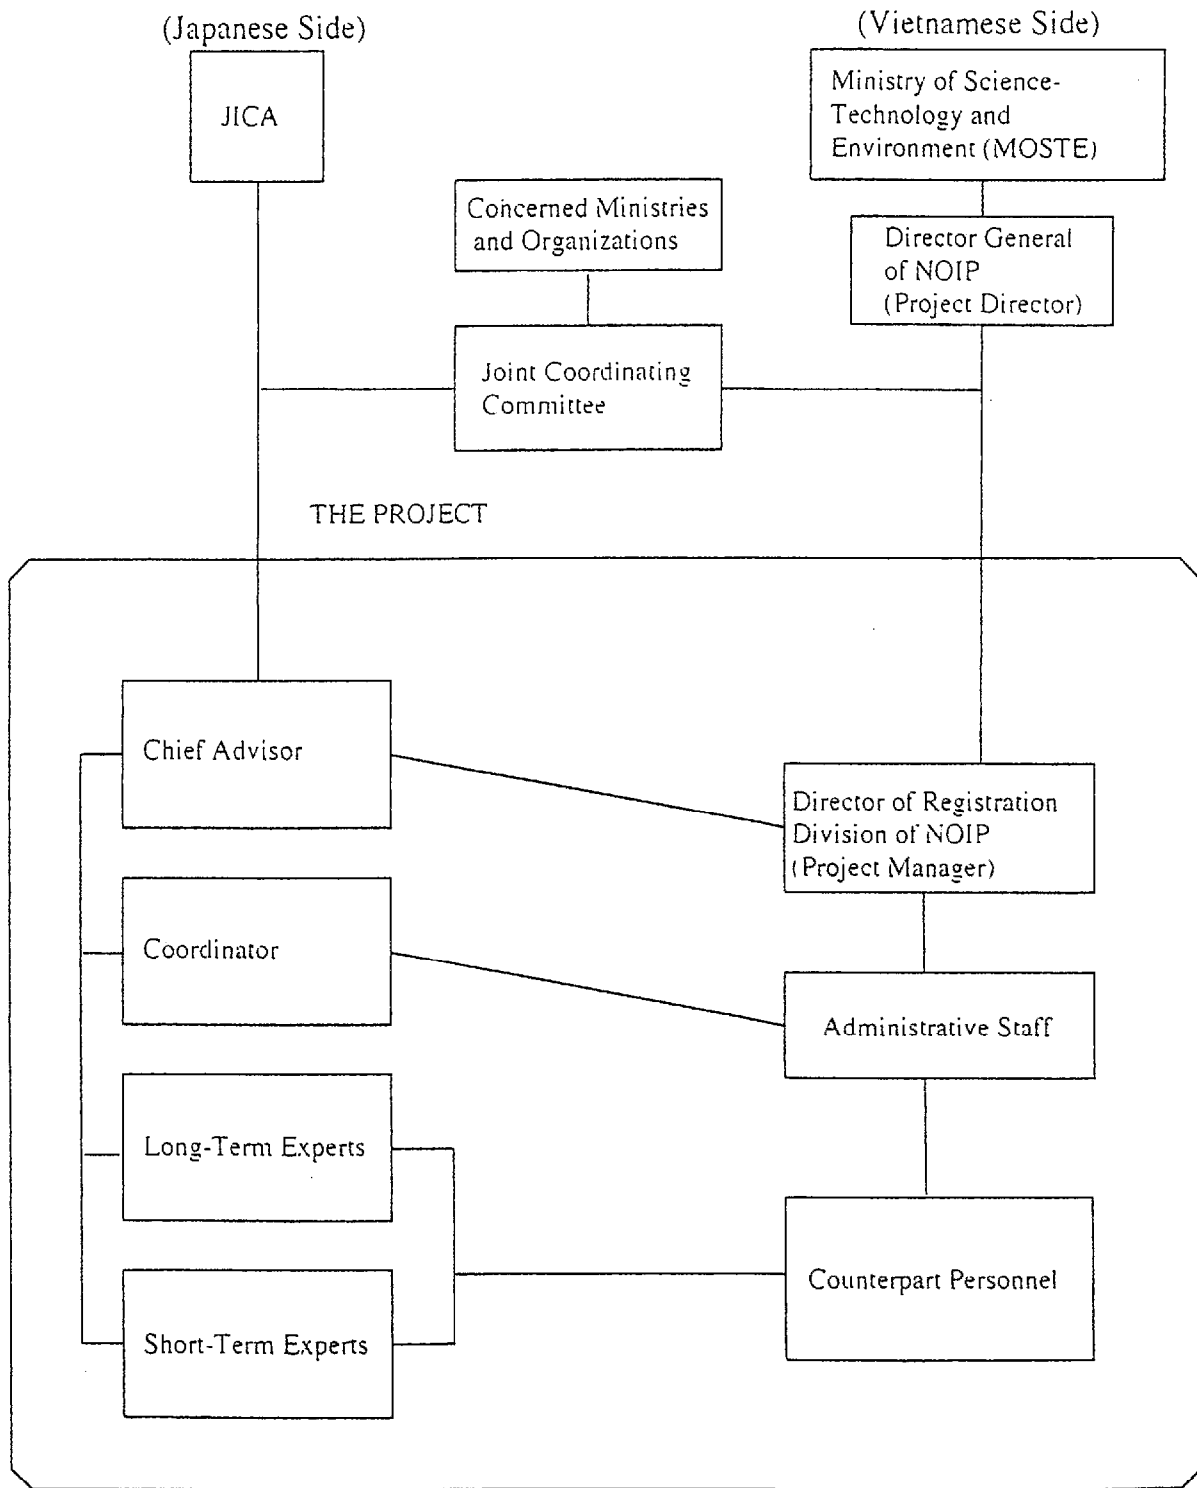 (Japanese Side)
(Vietnamese Side)
JICA
Ministry of Science-
Technology and
Environment (MOSTE)
Concerned Ministries
and Organizations
Director General
of NOIP
(Project Director)
Joint Coordinating
Committee
THE PROJECT
Chief Advisor
Director of Registration
Division of NOIP
(Project Manager)
Coordinator
Administrative Staff
Long-Term Experts
Counterpart Personnel
Short-Term Experts